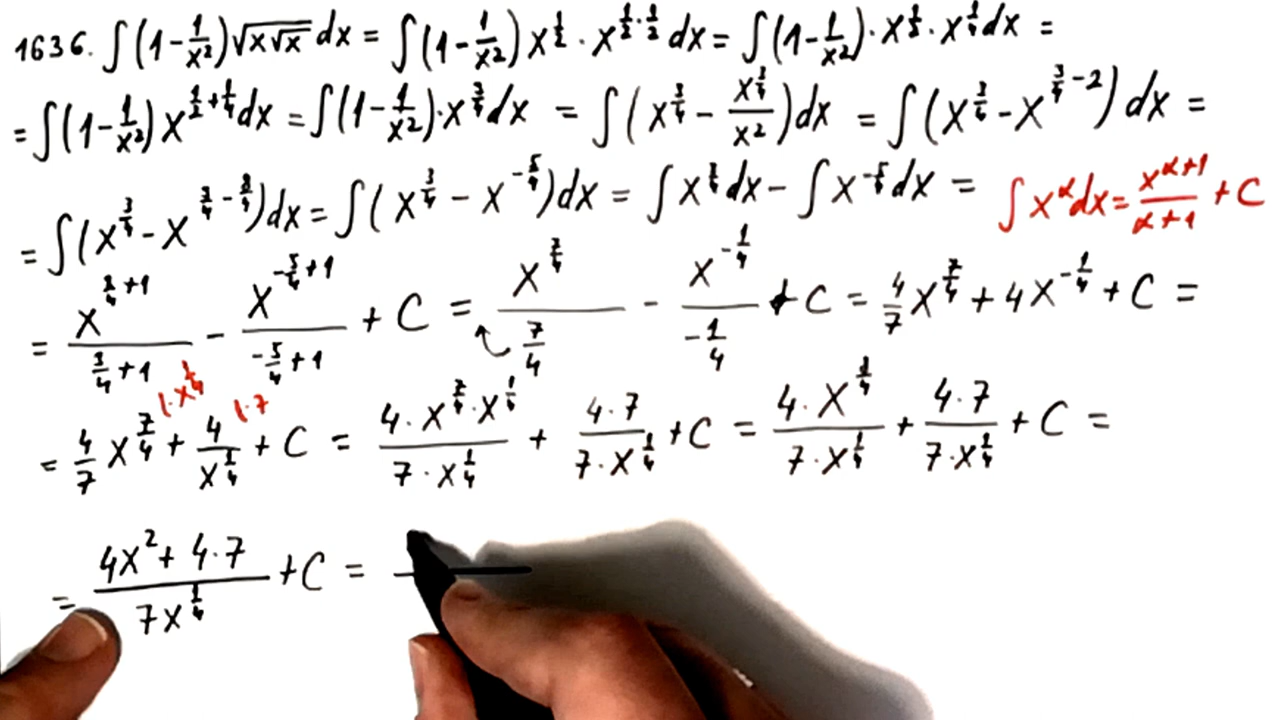 1636. ∫(1-1/x²)√(x√x) dx = ∫(1-1/x²) x^(1/2) · x^(1/2·1/2) dx = ∫(1-1/x²) · x^(1/2) · x^(1/4) dx =
= ∫(1-1/x²) x^(1/2+1/4) dx = ∫(1-1/x²) · x^(3/4) dx = ∫(x^(3/4) - x^(3/4)/x²) dx = ∫(x^(3/4) - x^(3/4-2)) dx =
= ∫(x^(3/4) - x^(3/4-8/4)) dx = ∫(x^(3/4) - x^(-5/4)) dx = ∫x^(3/4) dx - ∫x^(-5/4) dx = ∫x^α dx = x^(α+1)/(α+1) + C
= x^(3/4+1)/(3/4+1) - x^(-5/4+1)/(-5/4+1) + C = x^(7/4)/(7/4) - x^(-1/4)/(-1/4) + C = 4/7 x^(7/4) + 4x^(-1/4) + C =
(·x^(1/4) (·7
= 4/7 x^(7/4) + 4/x^(1/4) + C = (4·x^(7/4)·x^(1/4))/(7·x^(1/4)) + (4·7)/(7·x^(1/4)) + C = (4·x^(8/4))/(7·x^(1/4)) + (4·7)/(7·x^(1/4)) + C =
= (4x² + 4·7)/(7x^(1/4)) + C =